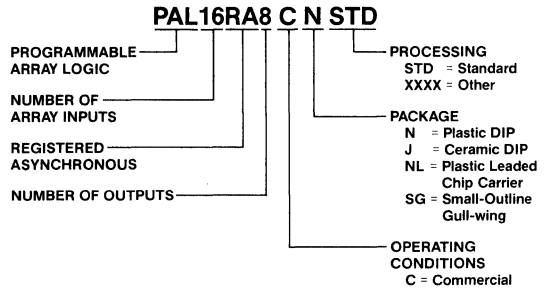 PAL16RA8 C N STD
PROGRAMMABLE
ARRAY LOGIC
NUMBER OF
ARRAY INPUTS
REGISTERED
ASYNCHRONOUS
NUMBER OF OUTPUTS
PROCESSING
STD = Standard
XXXX = Other
PACKAGE
N = Plastic DIP
J = Ceramic DIP
NL = Plastic Leaded
Chip Carrier
SG = Small-Outline
Gull-wing
OPERATING
CONDITIONS
C = Commercial